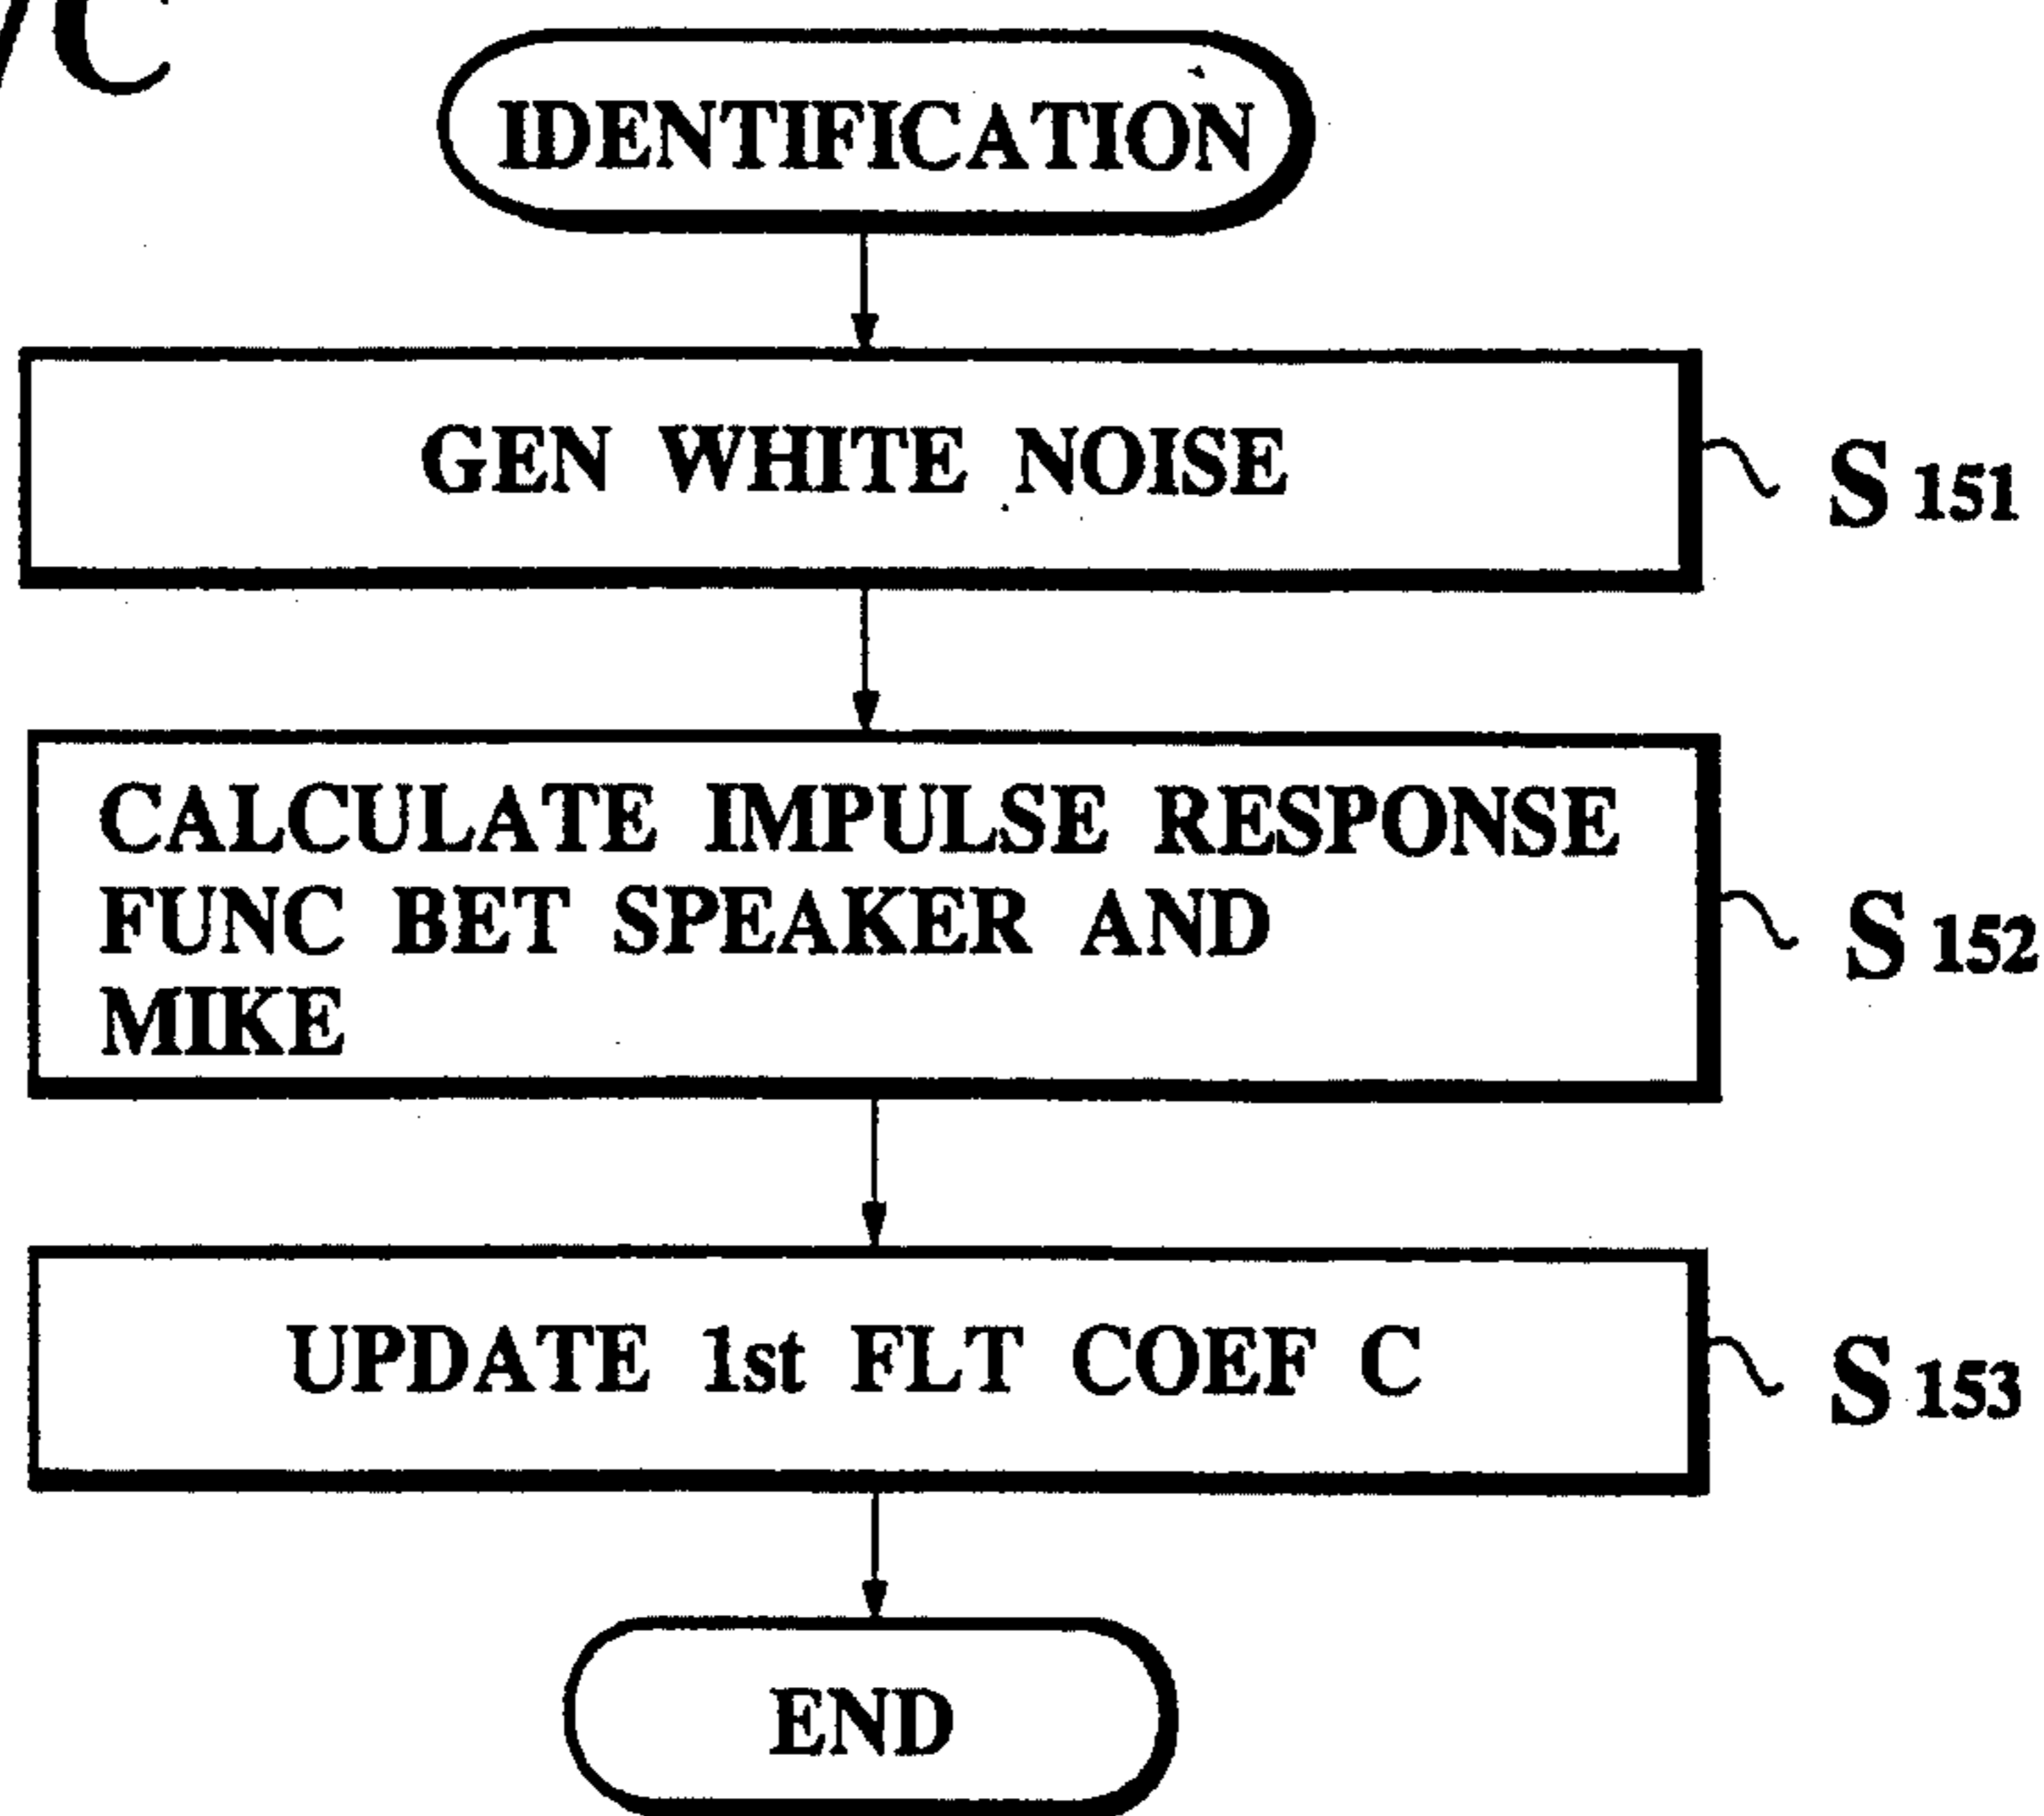 C
IDENTIFICATION
GEN WHITE NOISE
S 151
CALCULATE IMPULSE RESPONSE
FUNC BET SPEAKER AND
MIKE
S 152
UPDATE 1st FLT COEF C
S 153
END